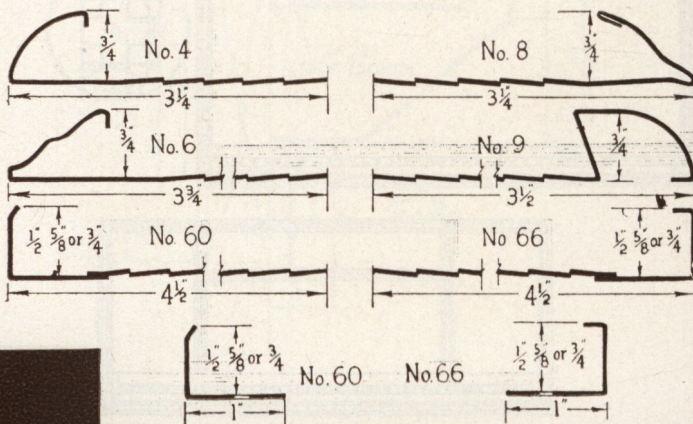 3/4" No. 4 No. 8 3/4"
3 1/4" 3 1/4"
3/4" No. 6 No. 9 3/4"
3 3/4" 3 1/2"
1/2" 5/8" or 3/4" No. 60 No 66 1/2" 5/8" or 3/4"
4 1/2" 4 1/2"
1/2" 5/8" or 3/4" No. 60 No. 66 1/2" 5/8" or 3/4"
1" 1"